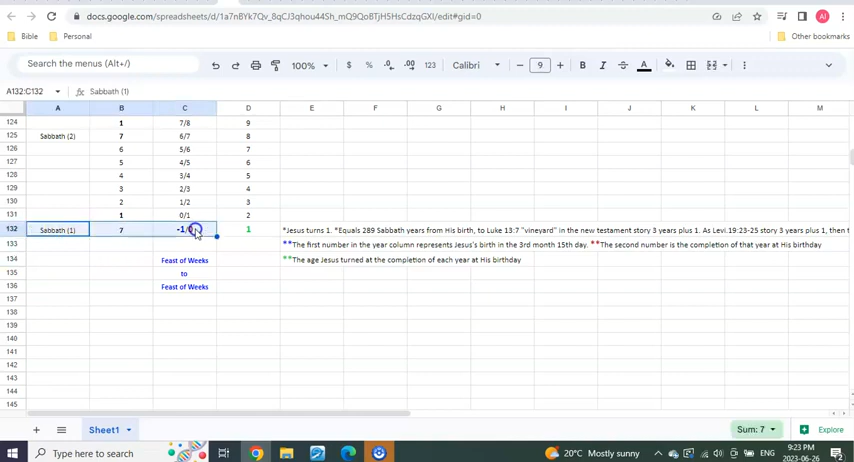 docs.google.com/spreadsheets/d/1a7nBYk7Qv_8qCJ3qhou44Sh_mQ9QoBTjH5HsCdzqGXI/edit#gid=0
AI
Bible Personal Other bookmarks
Search the menus (Alt+/) 100% $ % .0 .00 123 Calibri − 9 + B I A
A132:C132 fx Sabbath (1)
A B C D E F G H I J K L M
124 1 7/8 9
125 Sabbath (2) 7 6/7 8
126 6 5/6 7
127 5 4/5 6
128 4 3/4 5
129 3 2/3 4
130 2 1/2 3
131 1 0/1 2
132 Sabbath (1) 7 -1/0 1 *Jesus turns 1. *Equals 289 Sabbath years from His birth, to Luke 13:7 "vineyard" in the new testament story 3 years plus 1. As Levi.19:23-25 story 3 years plus 1, then t
133 **The first number in the year column represents Jesus's birth in the 3rd month 15th day. **The second number is the completion of that year at His birthday
134 Feast of Weeks **The age Jesus turned at the completion of each year at His birthday
135 to
136 Feast of Weeks
138
139
140
141
142
143
144
145
Sheet1 Sum: 7 Explore
Type here to search 20°C Mostly sunny ENG 9:23 PM 2023-06-26